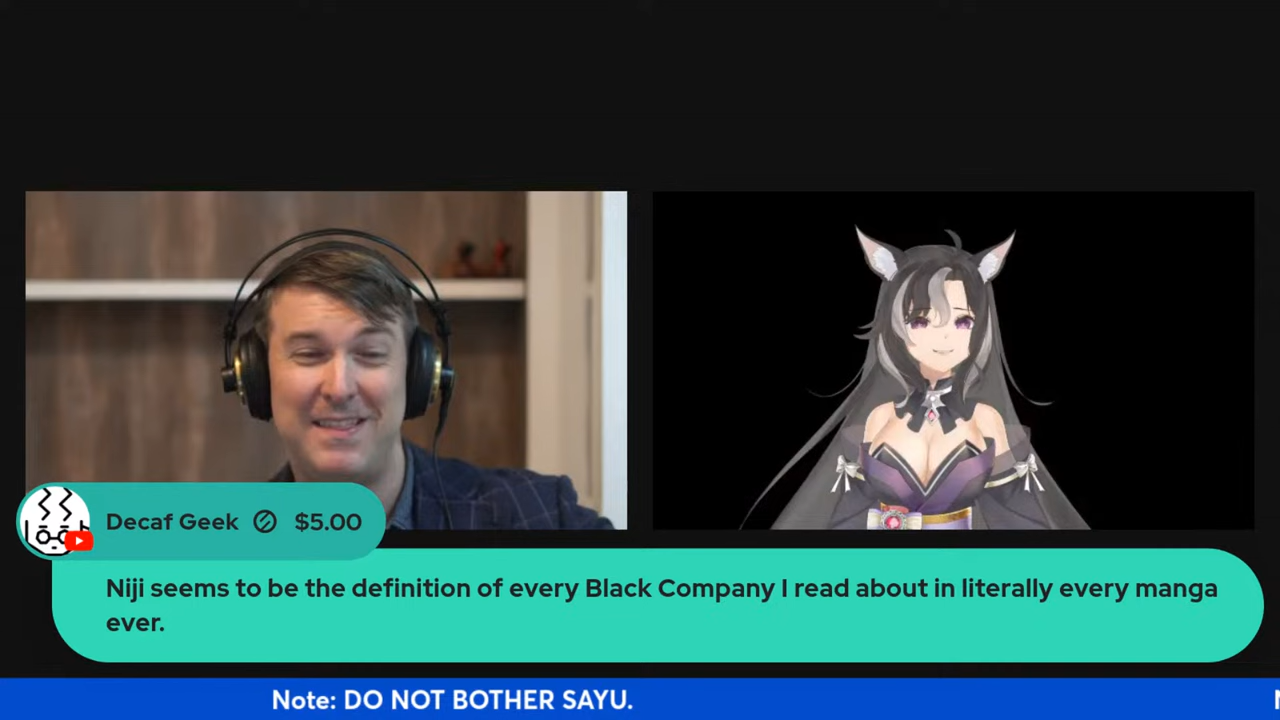 Decaf Geek $5.00
Niji seems to be the definition of every Black Company I read about in literally every manga
ever.
Note: DO NOT BOTHER SAYU.